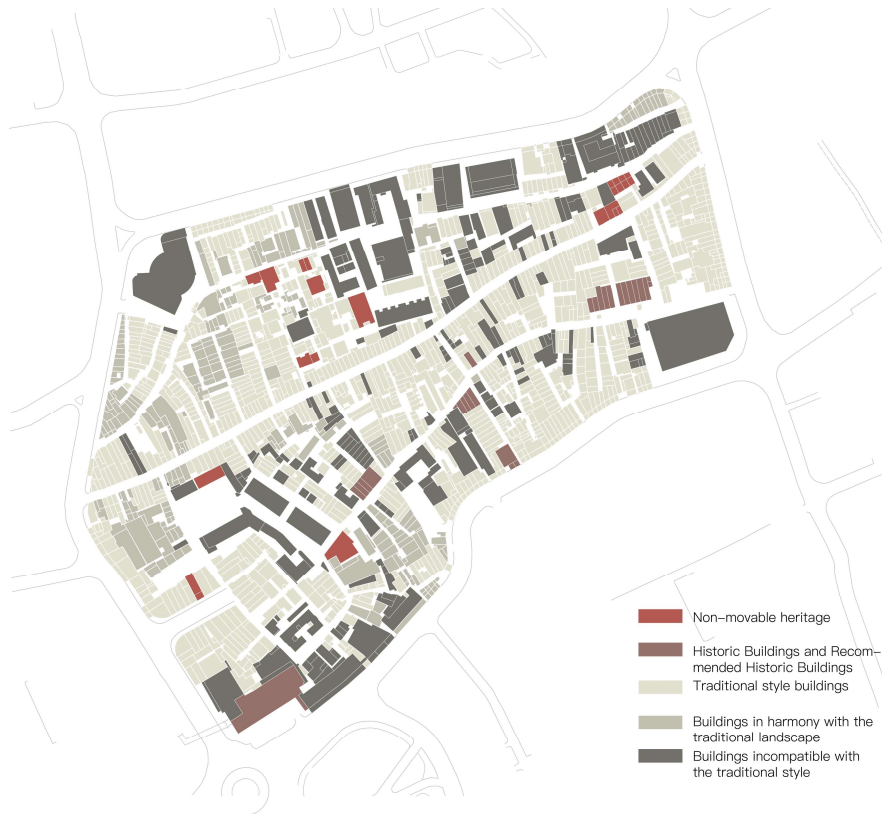 Non-movable heritage
Historic Buildings and Recom-
mended Historic Buildings
Traditional style buildings
Buildings in harmony with the
traditional landscape
Buildings incompatible with
the traditional style